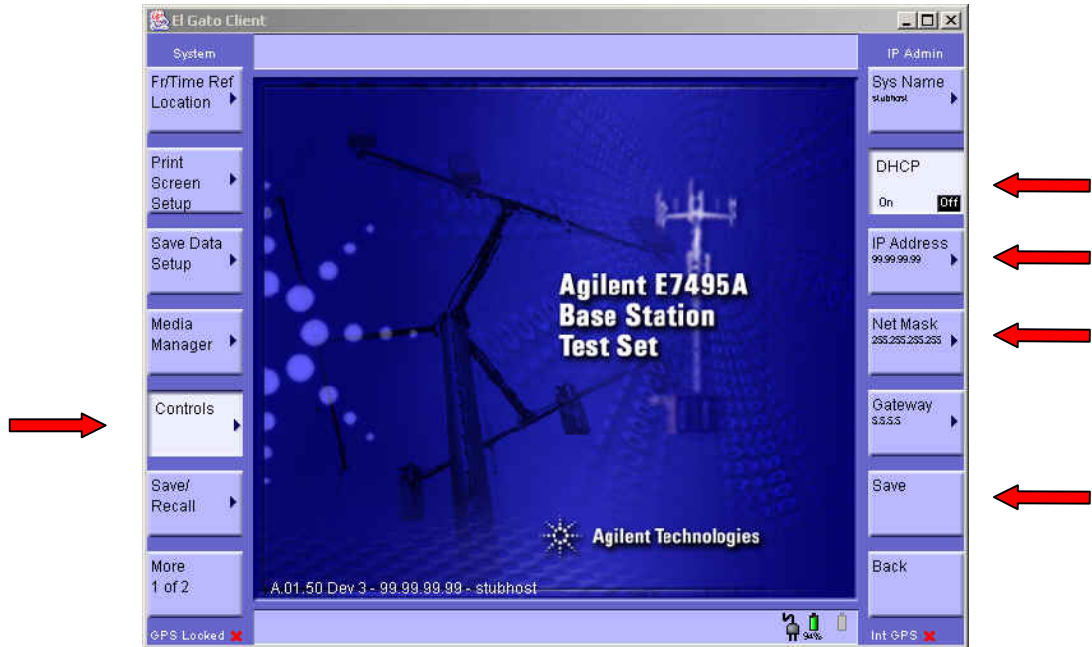 El Gato Client
System
Fr/Time Ref
Location
Print
Screen
Setup
Save Data
Setup
Media
Manager
Controls
Save/
Recall
More
1 of 2
GPS Locked
Agilent E7495A
Base Station
Test Set
Agilent Technologies
A.01.50 Dev 3 - 99.99.99.99 - stubhost
94%
IP Admin
Sys Name
stubhost
DHCP
On Off
IP Address
99.99.99.99
Net Mask
255.255.255.255
Gateway
5.5.5.5
Save
Back
Int GPS